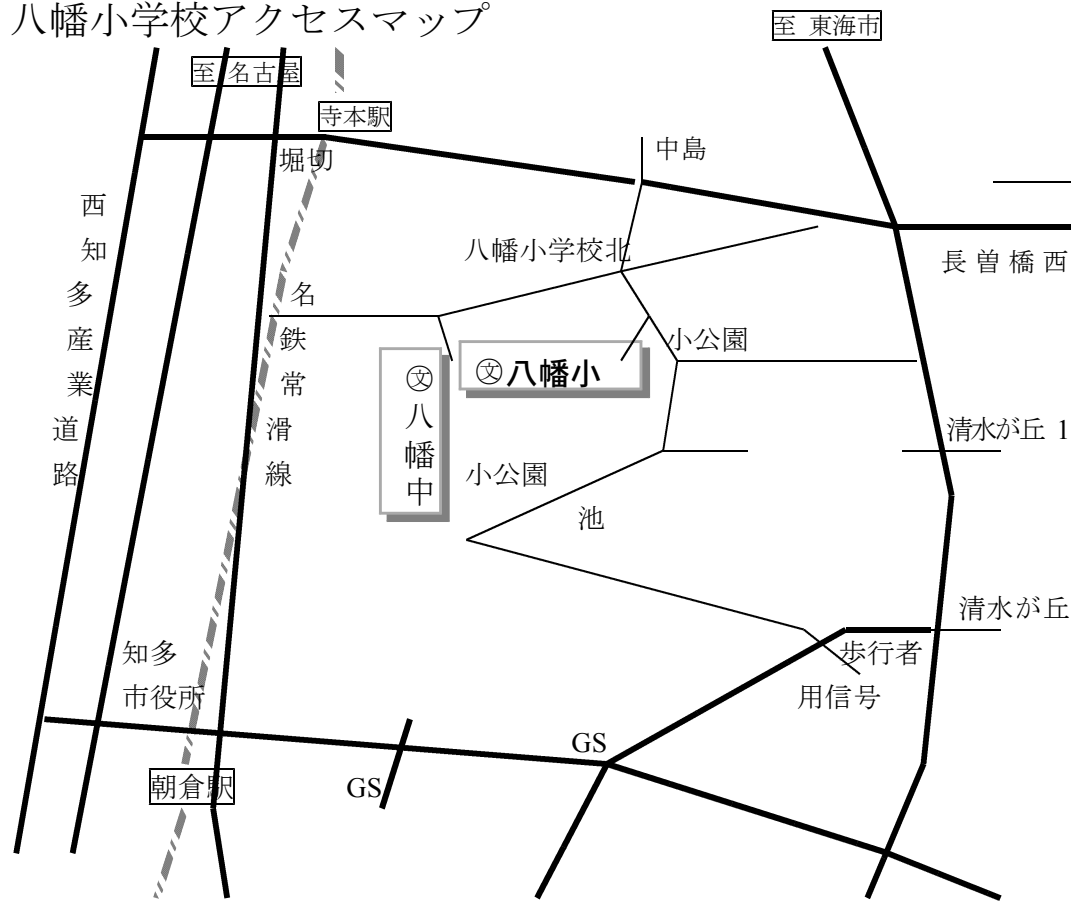 八幡小学校アクセスマップ
至 東海市
至 名古屋
寺本駅
堀切
中島
西知多産業道路
八幡小学校北
長曽橋西
名鉄常滑線
小公園
㊫八幡小
㊫八幡中
清水が丘 1
小公園
池
清水が丘
知多
市役所
歩行者
用信号
GS
朝倉駅
GS